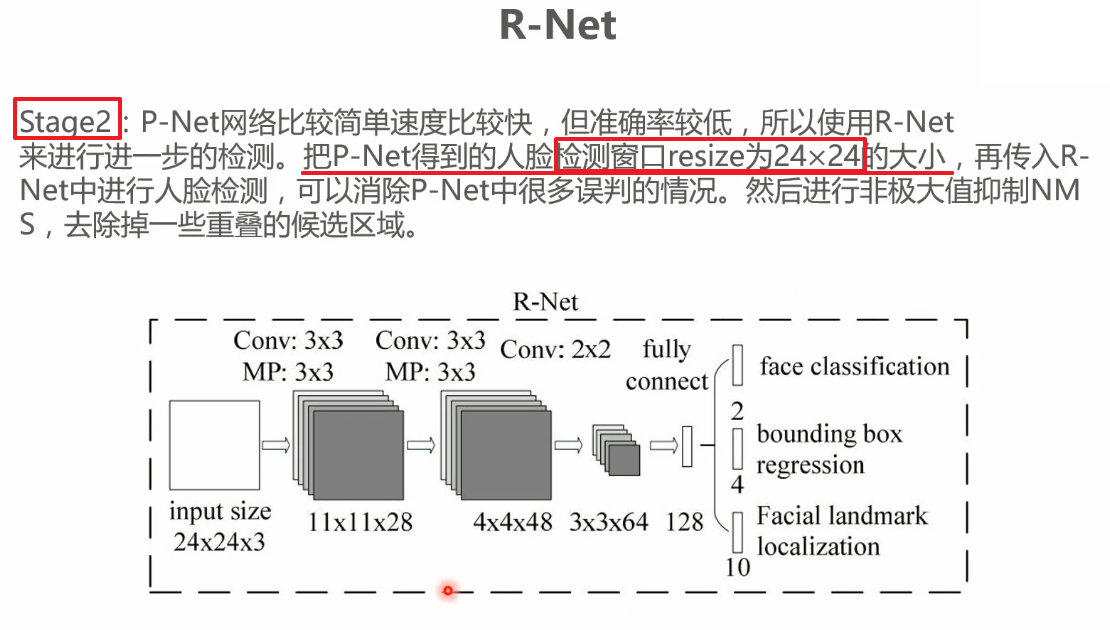 R-Net
Stage2：P-Net网络比较简单速度比较快，但准确率较低，所以使用R-Net
来进行进一步的检测。把P-Net得到的人脸检测窗口resize为24×24的大小，再传入R-
Net中进行人脸检测，可以消除P-Net中很多误判的情况。然后进行非极大值抑制NM
S，去除掉一些重叠的候选区域。
R-Net
Conv: 3x3
MP: 3x3
Conv: 3x3
MP: 3x3
Conv: 2x2
fully
connect
face classification
2
bounding box
regression
4
Facial landmark
localization
10
input size
24x24x3
11x11x28
4x4x48
3x3x64
128